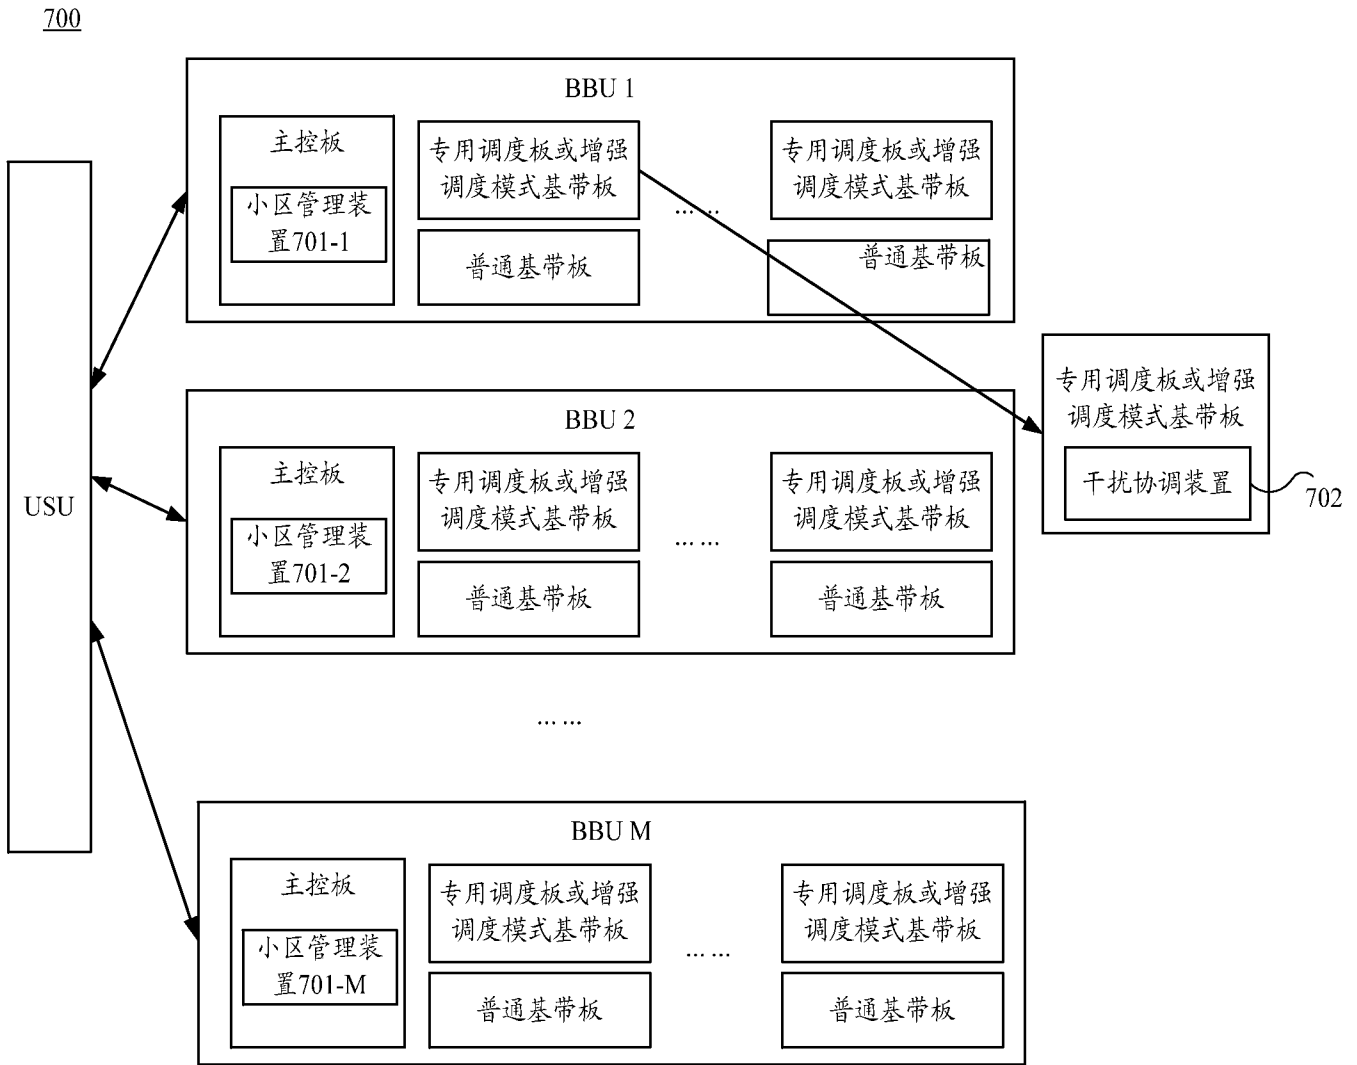 700
BBU 1
主控板
小区管理装
置701-1
专用调度板或增强
调度模式基带板
普通基带板
... ..
专用调度板或增强
调度模式基带板
普通基带板
USU
BBU 2
主控板
小区管理装
置701-2
专用调度板或增强
调度模式基带板
普通基带板
... ...
专用调度板或增强
调度模式基带板
普通基带板
专用调度板或增强
调度模式基带板
干扰协调装置
702
... ...
BBU M
主控板
小区管理装
置701-M
专用调度板或增强
调度模式基带板
普通基带板
... ...
专用调度板或增强
调度模式基带板
普通基带板